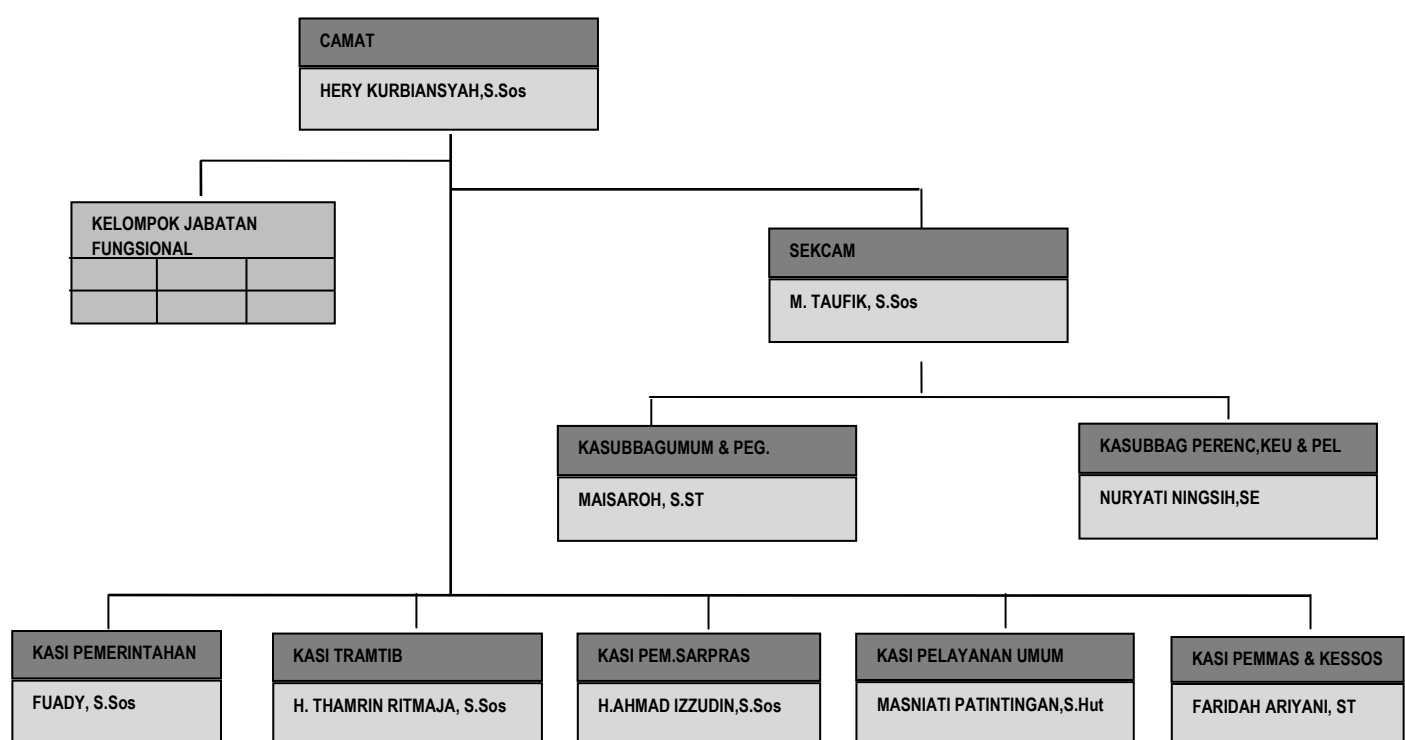 CAMAT
HERY KURBIANSYAH,S.Sos
KELOMPOK JABATAN
FUNGSIONAL
SEKCAM
M. TAUFIK, S.Sos
KASUBBAGUMUM & PEG.
MAISAROH, S.ST
KASUBBAG PERENC,KEU & PEL
NURYATI NINGSIH,SE
KASI PEMERINTAHAN
FUADY, S.Sos
KASI TRAMTIB
H. THAMRIN RITMAJA, S.Sos
KASI PEM.SARPRAS
H.AHMAD IZZUDIN,S.Sos
KASI PELAYANAN UMUM
MASNIATI PATINTINGAN,S.Hut
KASI PEMMAS & KESSOS
FARIDAH ARIYANI, ST